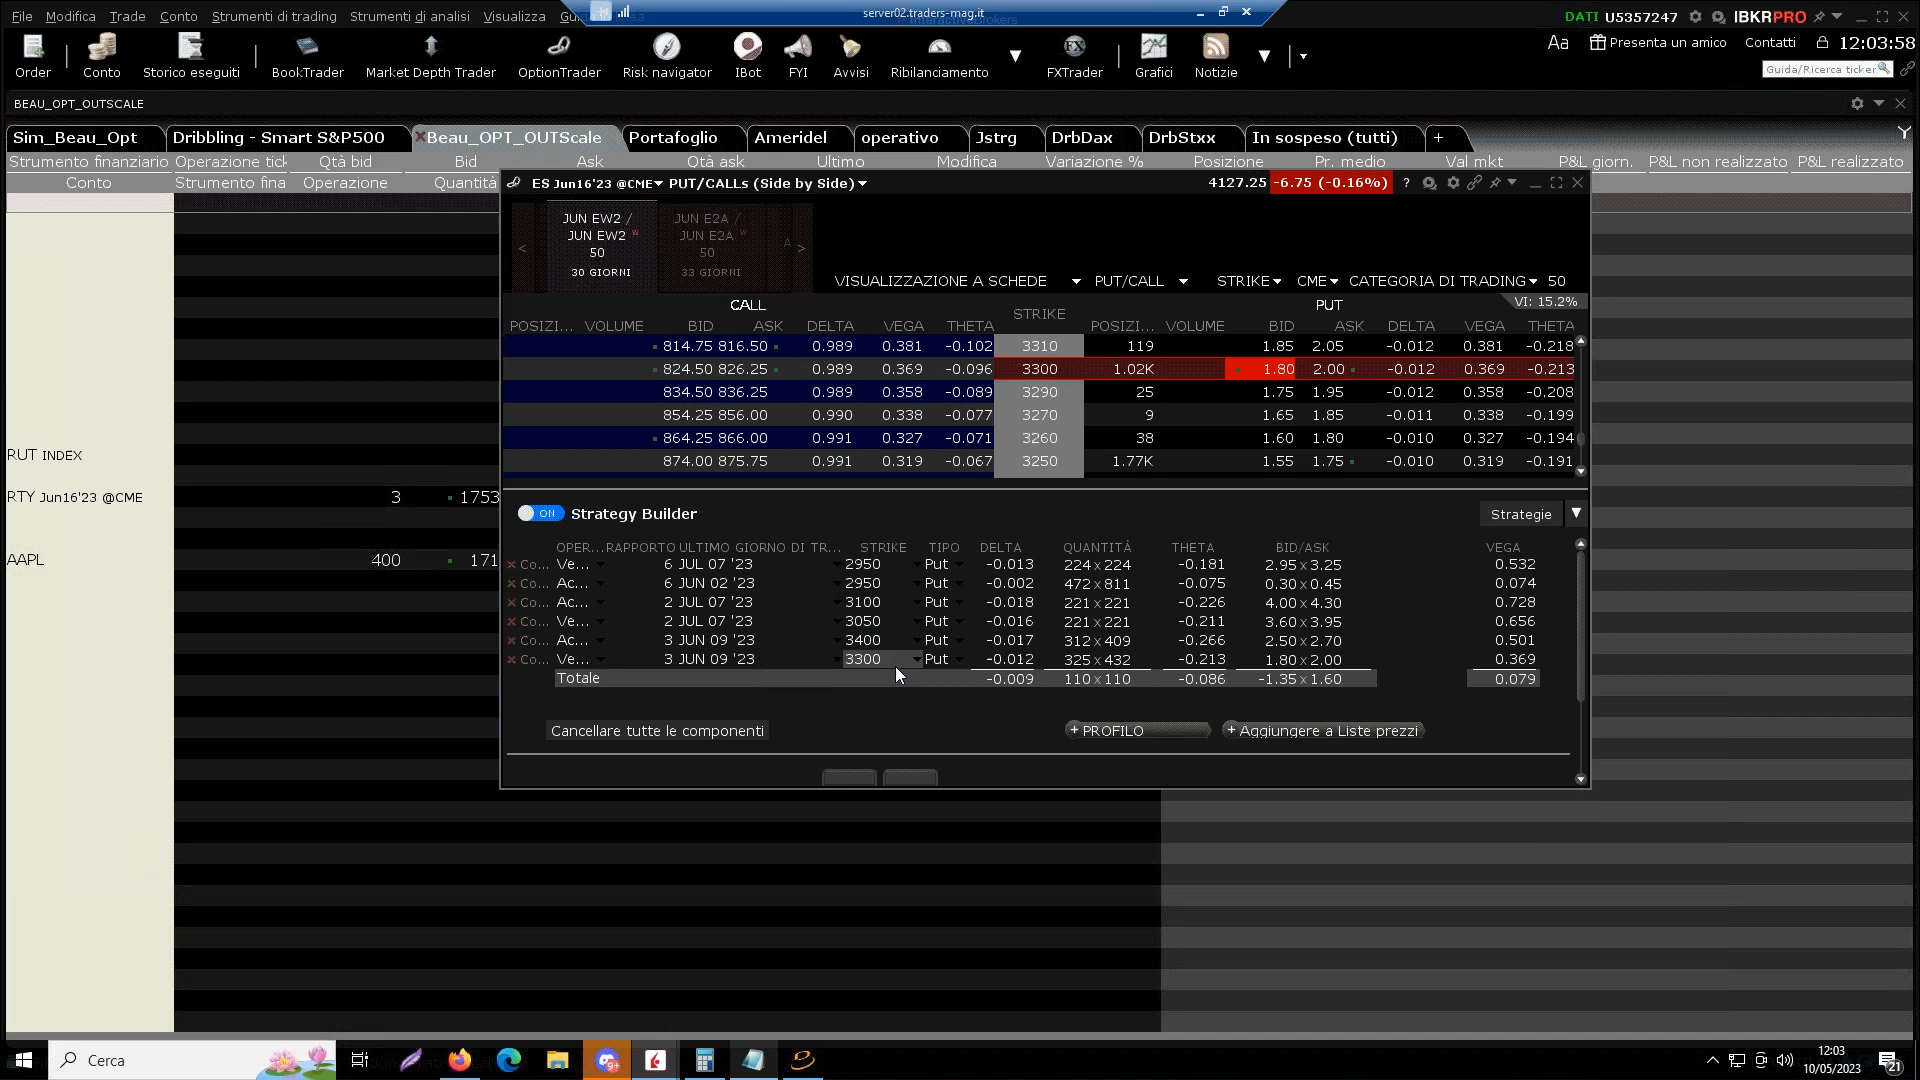 File Modifica Trade Conto Strumenti di trading Strumenti di analisi Visualizza
server02.traders-mag.it
DATI U5357247 IBKRPRO
Order Conto Storico eseguiti BookTrader Market Depth Trader OptionTrader Risk navigator IBot FYI Avvisi Ribilanciamento FXTrader Grafici Notizie
Aa Presenta un amico Contatti 12:03:58
Guida/Ricerca ticker
BEAU_OPT_OUTSCALE
Sim_Beau_Opt Dribbling - Smart S&P500 Beau_OPT_OUTScale Portafoglio Ameridel operativo Jstrg DrbDax DrbStxx In sospeso (tutti) +
Strumento finanziario Operazione tick Qtà bid Bid Ask Qtà ask Ultimo Modifica Variazione % Posizione Pr. medio Val mkt P&L giorn. P&L non realizzato P&L realizzato
Conto Strumento fina Operazione Quantità
RUT INDEX
RTY Jun16'23 @CME 3 1753
AAPL 400 171
ES Jun16'23 @CME PUT/CALLs (Side by Side) 4127.25 -6.75 (-0.16%) ?
< JUN EW2 / JUN E2A / A >
JUN EW2 W JUN E2A W
50 50
30 GIORNI 33 GIORNI
VISUALIZZAZIONE A SCHEDE PUT/CALL STRIKE CME CATEGORIA DI TRADING 50
CALL STRIKE PUT VI: 15.2%
POSIZI... VOLUME BID ASK DELTA VEGA THETA POSIZI... VOLUME BID ASK DELTA VEGA THETA
814.75 816.50 0.989 0.381 -0.102 3310 119 1.85 2.05 -0.012 0.381 -0.218
824.50 826.25 0.989 0.369 -0.096 3300 1.02K 1.80 2.00 -0.012 0.369 -0.213
834.50 836.25 0.989 0.358 -0.089 3290 25 1.75 1.95 -0.012 0.358 -0.208
854.25 856.00 0.990 0.338 -0.077 3270 9 1.65 1.85 -0.011 0.338 -0.199
864.25 866.00 0.991 0.327 -0.071 3260 38 1.60 1.80 -0.010 0.327 -0.194
874.00 875.75 0.991 0.319 -0.067 3250 1.77K 1.55 1.75 -0.010 0.319 -0.191
ON Strategy Builder Strategie
OPER... RAPPORTO ULTIMO GIORNO DI TR... STRIKE TIPO DELTA QUANTITÀ THETA BID/ASK VEGA
Co... Ve... 6 JUL 07 '23 2950 Put -0.013 224 x 224 -0.181 2.95 x 3.25 0.532
Co... Ac... 6 JUN 02 '23 2950 Put -0.002 472 x 811 -0.075 0.30 x 0.45 0.074
Co... Ac... 2 JUL 07 '23 3100 Put -0.018 221 x 221 -0.226 4.00 x 4.30 0.728
Co... Ve... 2 JUL 07 '23 3050 Put -0.016 221 x 221 -0.211 3.60 x 3.95 0.656
Co... Ac... 3 JUN 09 '23 3400 Put -0.017 312 x 409 -0.266 2.50 x 2.70 0.501
Co... Ve... 3 JUN 09 '23 3300 Put -0.012 325 x 432 -0.213 1.80 x 2.00 0.369
Totale -0.009 110 x 110 -0.086 -1.35 x 1.60 0.079
Cancellare tutte le componenti + PROFILO + Aggiungere a Liste prezzi
Cerca
12:03
10/05/2023
21